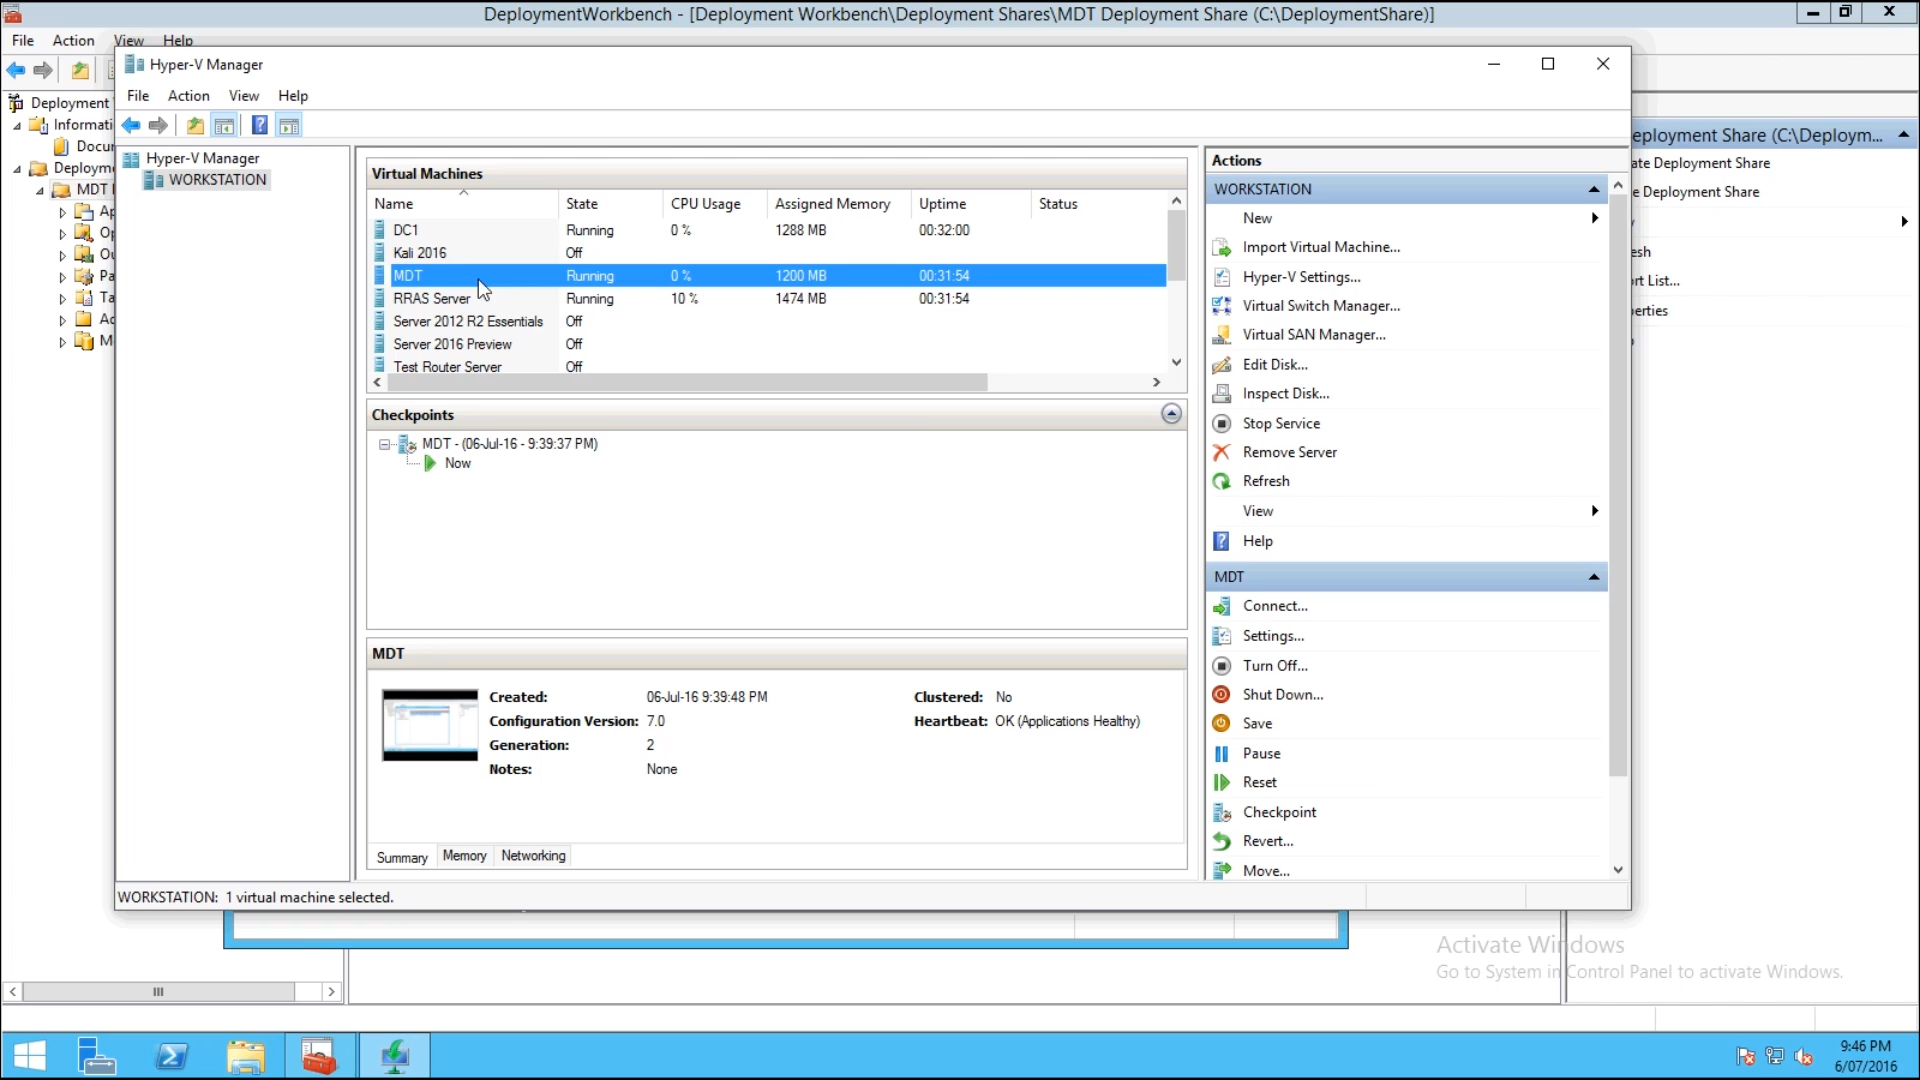 DeploymentWorkbench - [Deployment Workbench\Deployment Shares\MDT Deployment Share (C:\DeploymentShare)]
File Action View Help
Deployment
Informati
Docu
Deployme
MDT
Ap
Op
Ou
Pa
Ta
Ad
M
Hyper-V Manager
File Action View Help
Hyper-V Manager
WORKSTATION
Virtual Machines
Name State CPU Usage Assigned Memory Uptime Status
DC1 Running 0 % 1288 MB 00:32:00
Kali 2016 Off
MDT Running 0 % 1200 MB 00:31:54
RRAS Server Running 10 % 1474 MB 00:31:54
Server 2012 R2 Essentials Off
Server 2016 Preview Off
Test Router Server Off
Checkpoints
MDT - (06-Jul-16 - 9:39:37 PM)
Now
MDT
Created: 06-Jul-16 9:39:48 PM Clustered: No
Configuration Version: 7.0 Heartbeat: OK (Applications Healthy)
Generation: 2
Notes: None
Summary Memory Networking
WORKSTATION: 1 virtual machine selected.
Actions
WORKSTATION
New
Import Virtual Machine...
Hyper-V Settings...
Virtual Switch Manager...
Virtual SAN Manager...
Edit Disk...
Inspect Disk...
Stop Service
Remove Server
Refresh
View
Help
MDT
Connect...
Settings...
Turn Off...
Shut Down...
Save
Pause
Reset
Checkpoint
Revert...
Move...
eployment Share (C:\Deploym...
ate Deployment Share
e Deployment Share
esh
rt List...
erties
Activate Windows
Go to System in Control Panel to activate Windows.
9:46 PM
6/07/2016